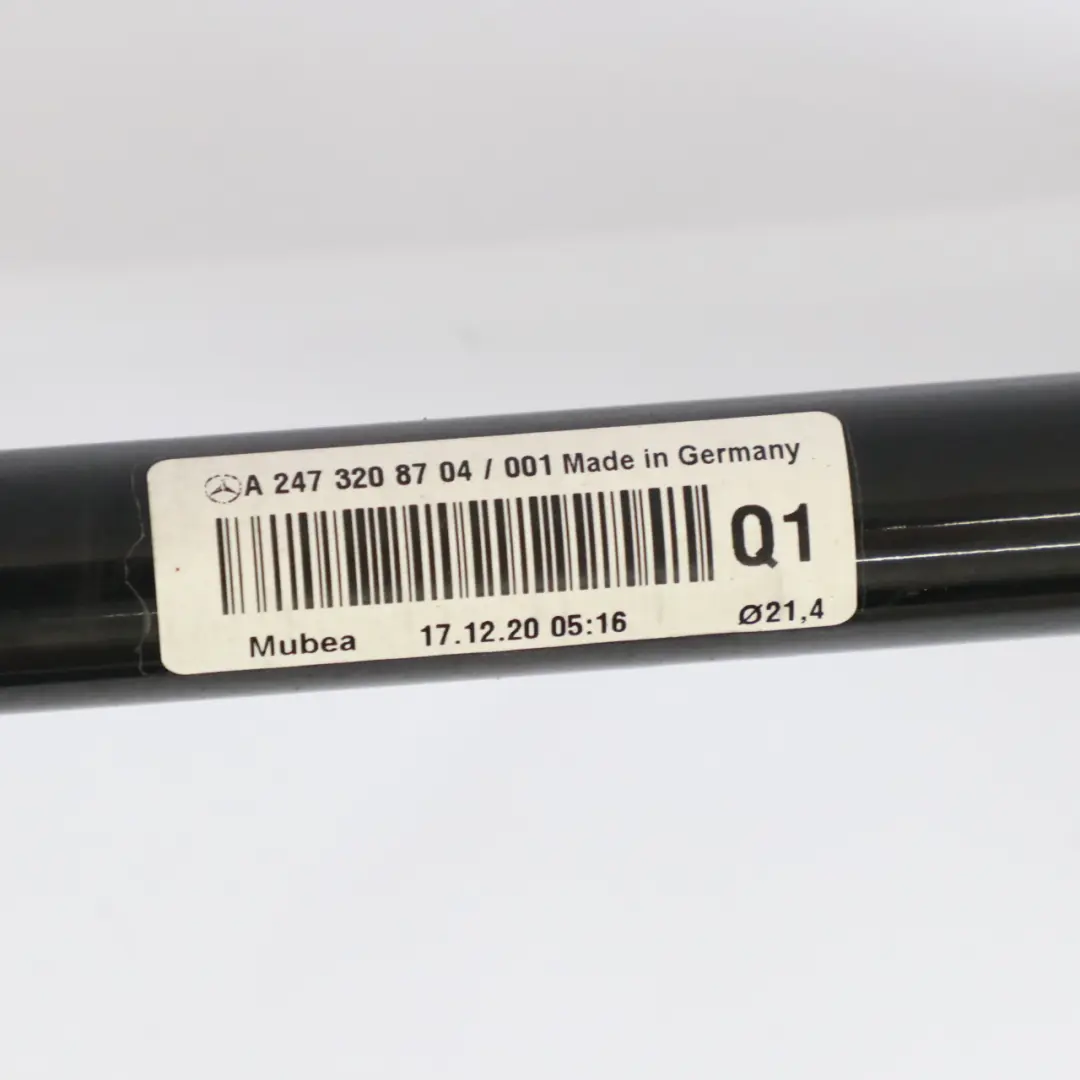 A 247 320 87 04 / 001 Made in Germany
Q1
Mubea 17.12.20 05:16 Ø21,4